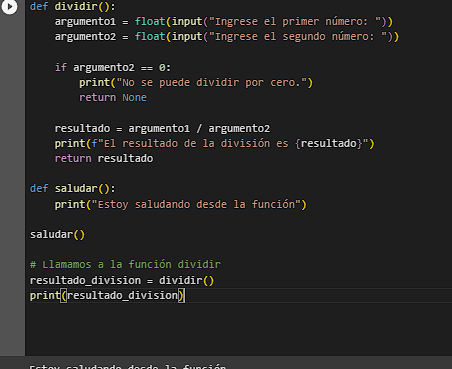 def dividir():
    argumento1 = float(input("Ingrese el primer número: "))
    argumento2 = float(input("Ingrese el segundo número: "))
    if argumento2 == 0:
        print("No se puede dividir por cero.")
        return None
    resultado = argumento1 / argumento2
    print(f"El resultado de la división es {resultado}")
    return resultado
def saludar():
    print("Estoy saludando desde la función")
saludar()
# Llamamos a la función dividir
resultado_division = dividir()
print(resultado_division)
Estoy saludando desde la función